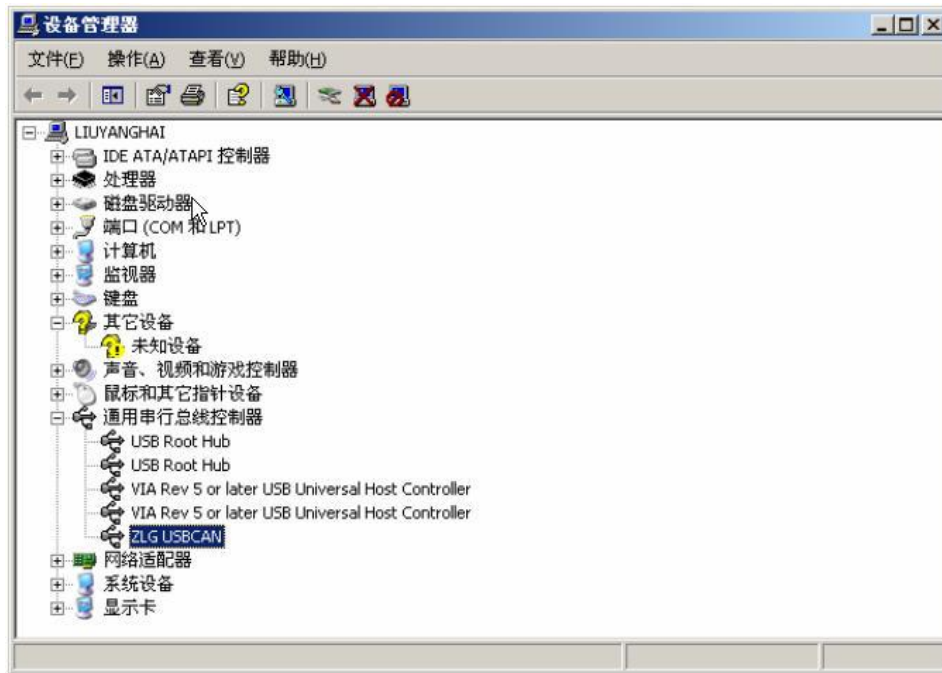 设备管理器
文件(F) 操作(A) 查看(V) 帮助(H)
LIUYANGHAI
IDE ATA/ATAPI 控制器
处理器
磁盘驱动器
端口 (COM 和 LPT)
计算机
监视器
键盘
其它设备
未知设备
声音、视频和游戏控制器
鼠标和其它指针设备
通用串行总线控制器
USB Root Hub
USB Root Hub
VIA Rev 5 or later USB Universal Host Controller
VIA Rev 5 or later USB Universal Host Controller
ZLG USBCAN
网络适配器
系统设备
显示卡